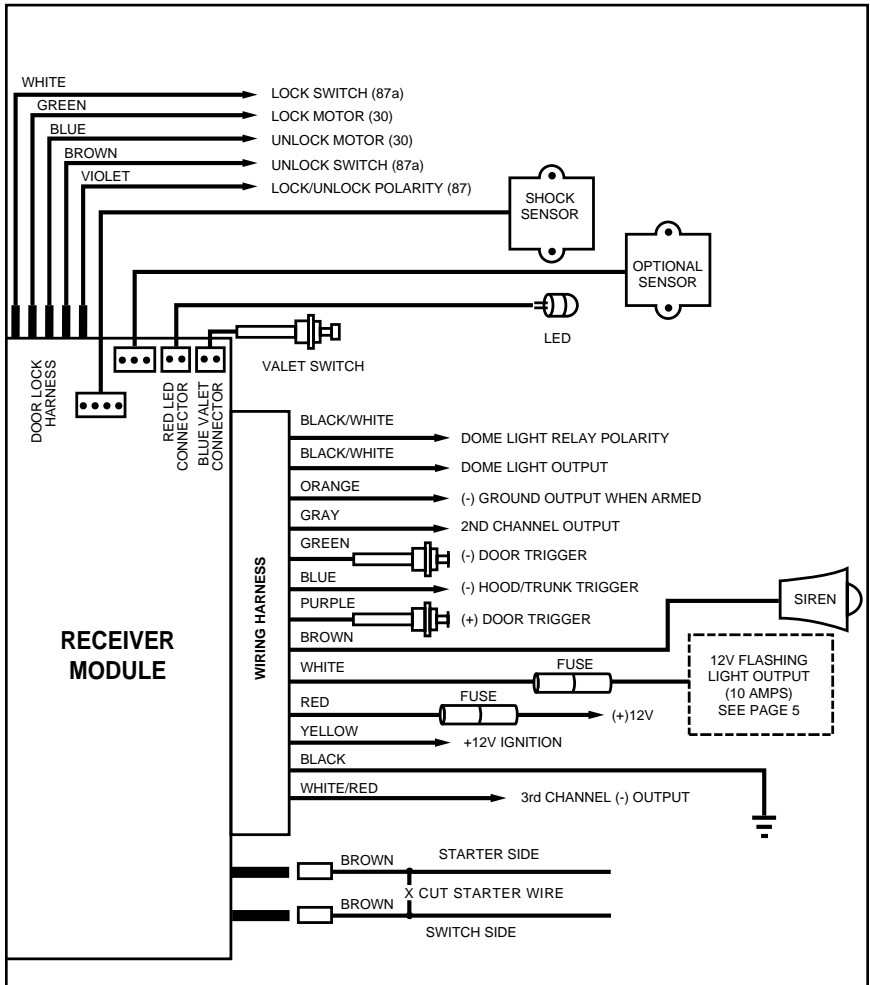 WHITE
LOCK SWITCH (87a)
GREEN
LOCK MOTOR (30)
BLUE
UNLOCK MOTOR (30)
BROWN
UNLOCK SWITCH (87a)
VIOLET
LOCK/UNLOCK POLARITY (87)
SHOCK
SENSOR
OPTIONAL
SENSOR
LED
VALET SWITCH
DOOR LOCK
HARNESS
RED LED
CONNECTOR
BLUE VALET
CONNECTOR
RECEIVER
MODULE
WIRING HARNESS
BLACK/WHITE
DOME LIGHT RELAY POLARITY
BLACK/WHITE
DOME LIGHT OUTPUT
ORANGE
(-) GROUND OUTPUT WHEN ARMED
GRAY
2ND CHANNEL OUTPUT
GREEN
(-) DOOR TRIGGER
BLUE
(-) HOOD/TRUNK TRIGGER
PURPLE
(+) DOOR TRIGGER
BROWN
SIREN
WHITE
FUSE
12V FLASHING
LIGHT OUTPUT
(10 AMPS)
SEE PAGE 5
RED
FUSE
(+)12V
YELLOW
+12V IGNITION
BLACK
WHITE/RED
3rd CHANNEL (-) OUTPUT
BROWN
STARTER SIDE
X CUT STARTER WIRE
BROWN
SWITCH SIDE